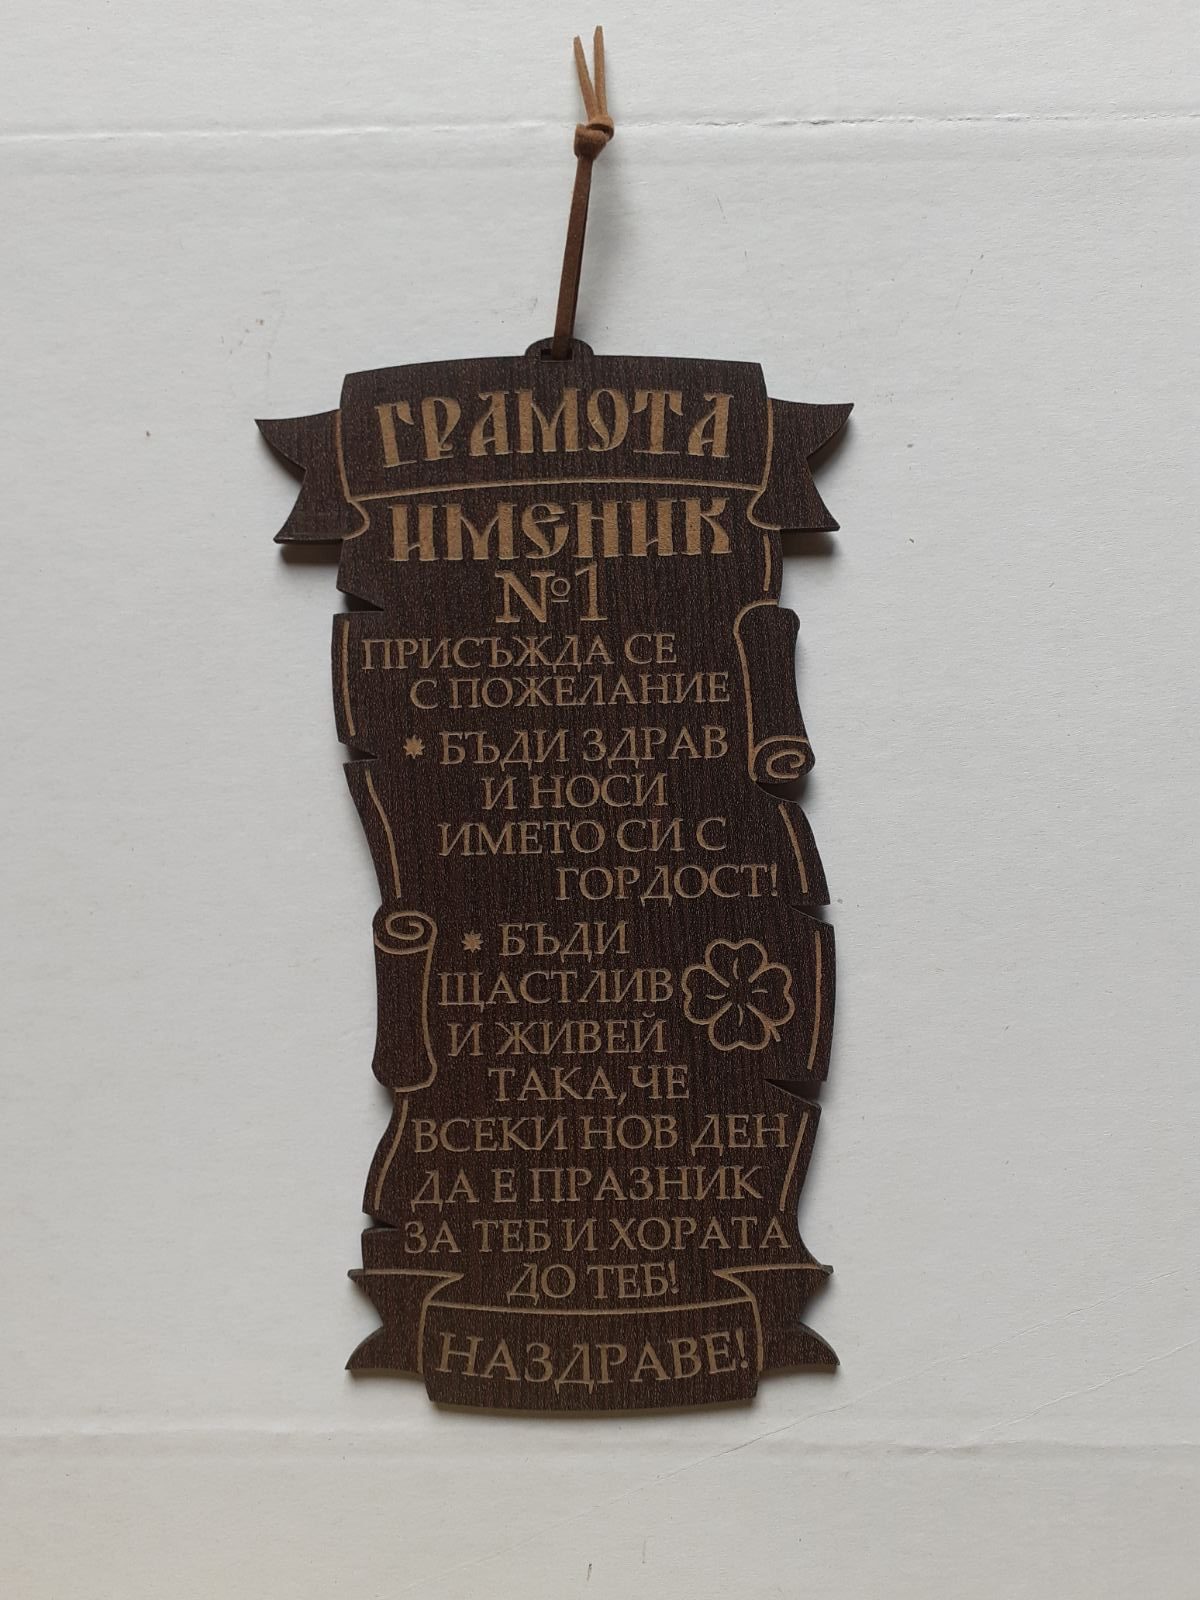 ГРАМОТА
ИМЕНИК
№1
ПРИСЪЖДА СЕ
С ПОЖЕЛАНИЕ
* БЪДИ ЗДРАВ
И НОСИ
ИМЕТО СИ С
ГОРДОСТ!
* БЪДИ
ЩАСТЛИВ
И ЖИВЕЙ
ТАКА, ЧЕ
ВСЕКИ НОВ ДЕН
ДА Е ПРАЗНИК
ЗА ТЕБ И ХОРАТА
ДО ТЕБ!
НАЗДРАВЕ!